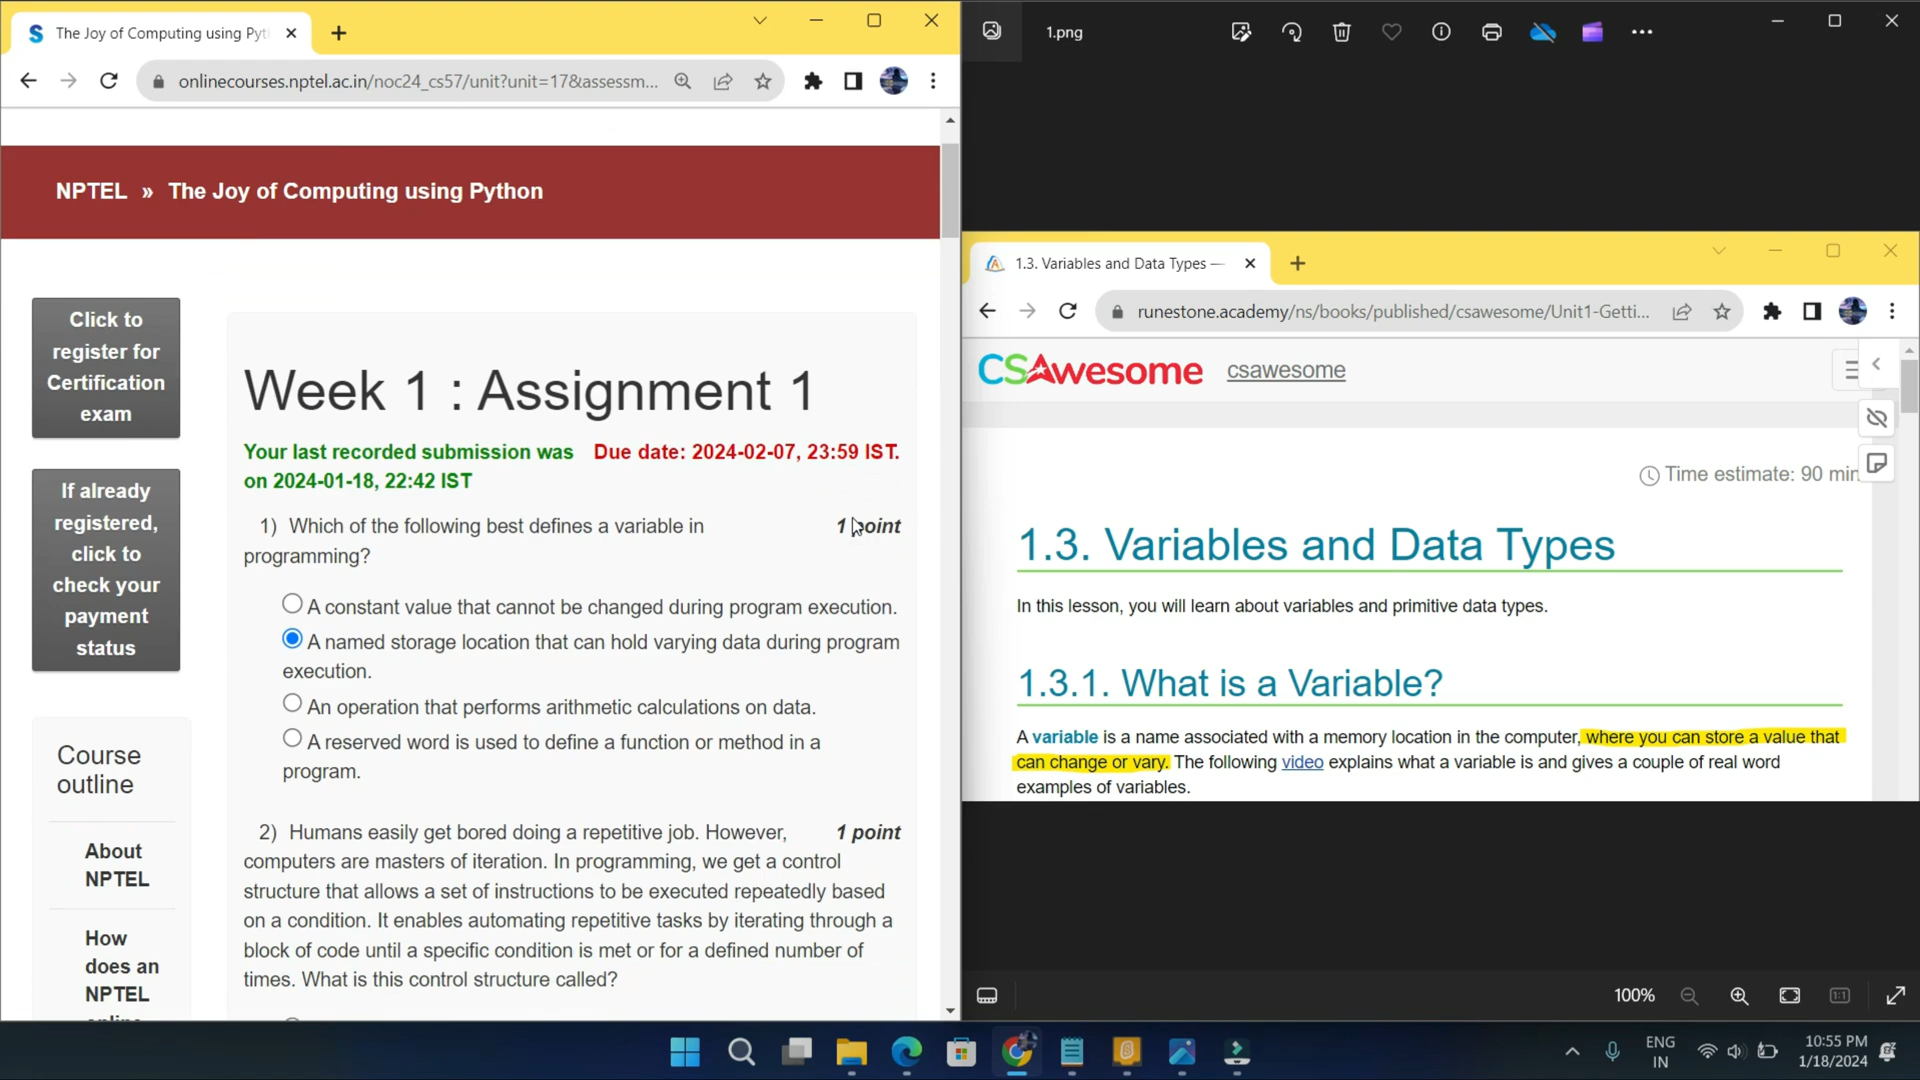 The Joy of Computing using Pyt
onlinecourses.nptel.ac.in/noc24_cs57/unit?unit=17&assessm...
NPTEL » The Joy of Computing using Python
Click to
register for
Certification
exam
If already
registered,
click to
check your
payment
status
Course
outline
About
NPTEL
How
does an
NPTEL
Week 1 : Assignment 1
Your last recorded submission was
on 2024-01-18, 22:42 IST
Due date: 2024-02-07, 23:59 IST.
1) Which of the following best defines a variable in
programming?
1 point
A constant value that cannot be changed during program execution.
A named storage location that can hold varying data during program
execution.
An operation that performs arithmetic calculations on data.
A reserved word is used to define a function or method in a
program.
2) Humans easily get bored doing a repetitive job. However,
1 point
computers are masters of iteration. In programming, we get a control
structure that allows a set of instructions to be executed repeatedly based
on a condition. It enables automating repetitive tasks by iterating through a
block of code until a specific condition is met or for a defined number of
times. What is this control structure called?
1.png
1.3. Variables and Data Types —
runestone.academy/ns/books/published/csawesome/Unit1-Getti...
CSAwesome
csawesome
Time estimate: 90 min
1.3. Variables and Data Types
In this lesson, you will learn about variables and primitive data types.
1.3.1. What is a Variable?
A variable is a name associated with a memory location in the computer, where you can store a value that
can change or vary. The following video explains what a variable is and gives a couple of real word
examples of variables.
100%
1:1
ENG
IN
10:55 PM
1/18/2024